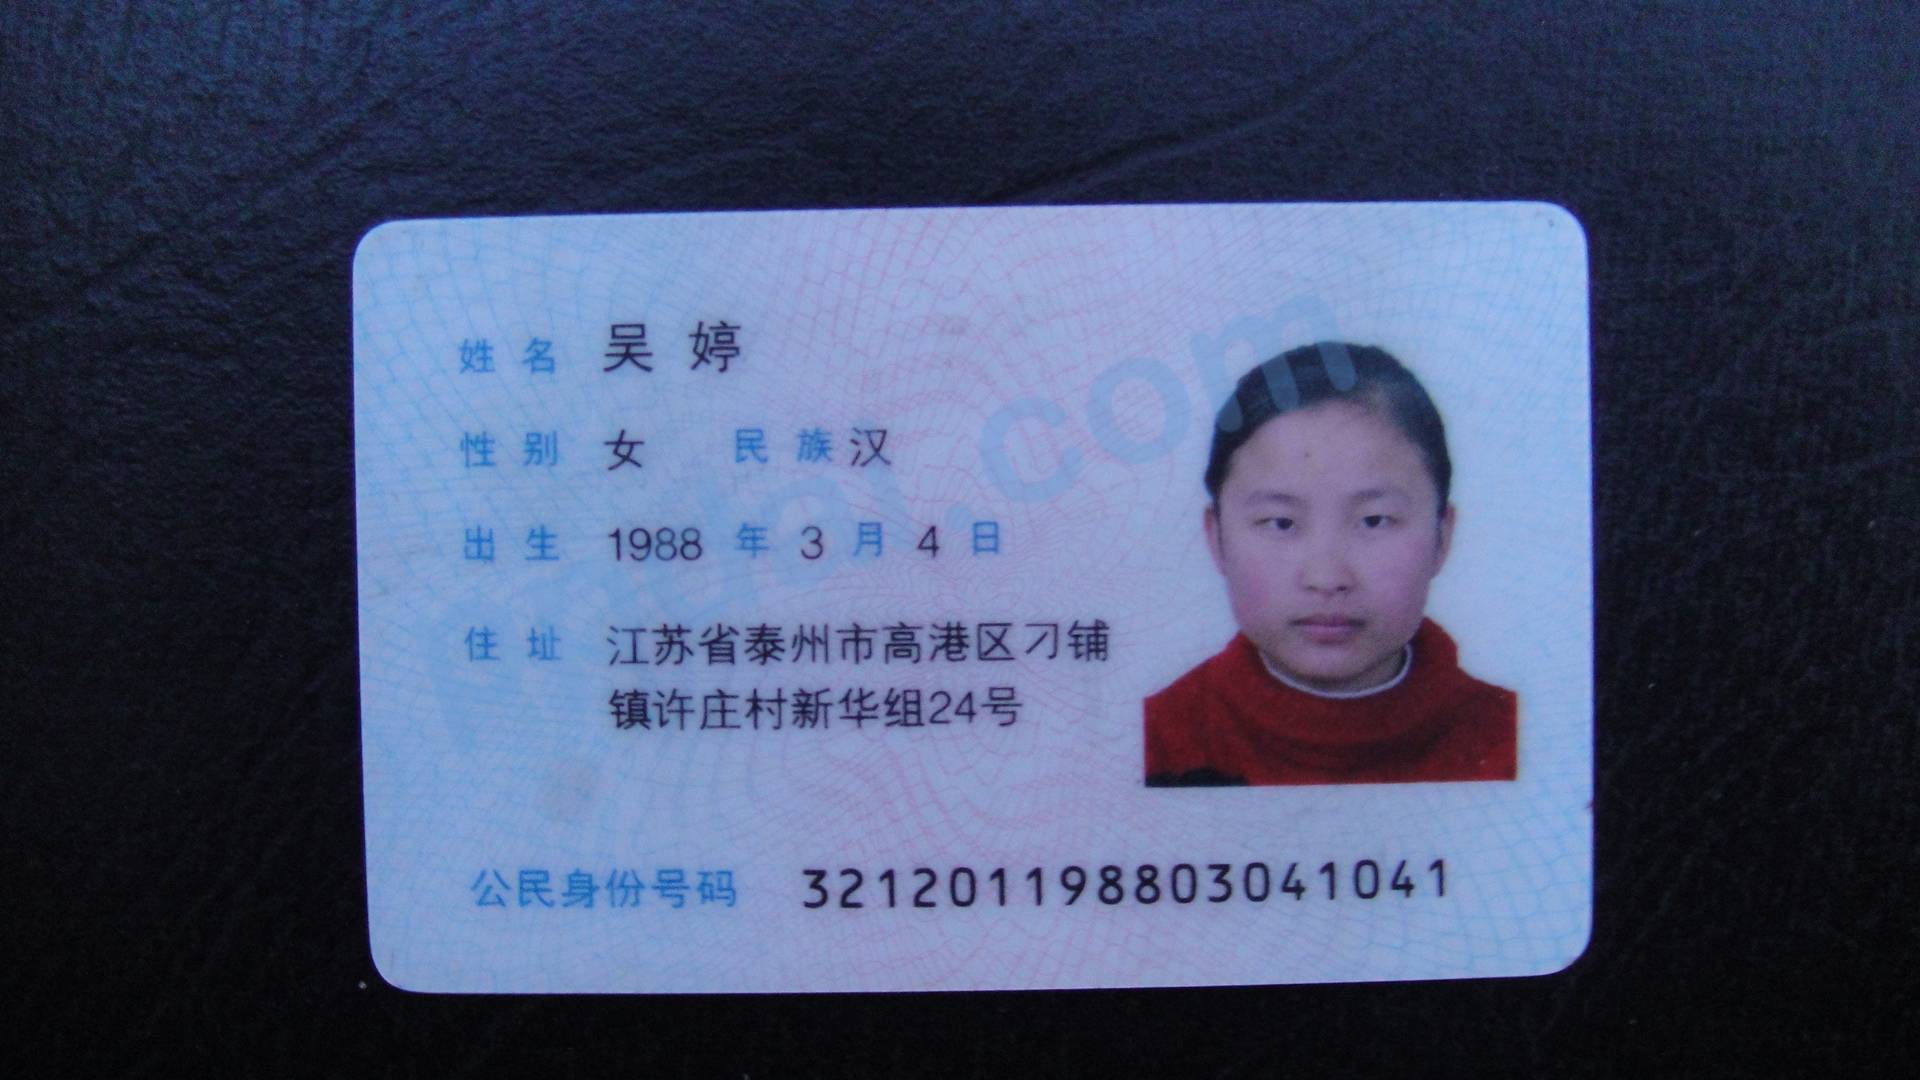 姓名 吴婷
性别 女 民族 汉
出生 1988 年 3 月 4 日
住址 江苏省泰州市高港区刁铺
镇许庄村新华组24号
公民身份号码 321201198803041041